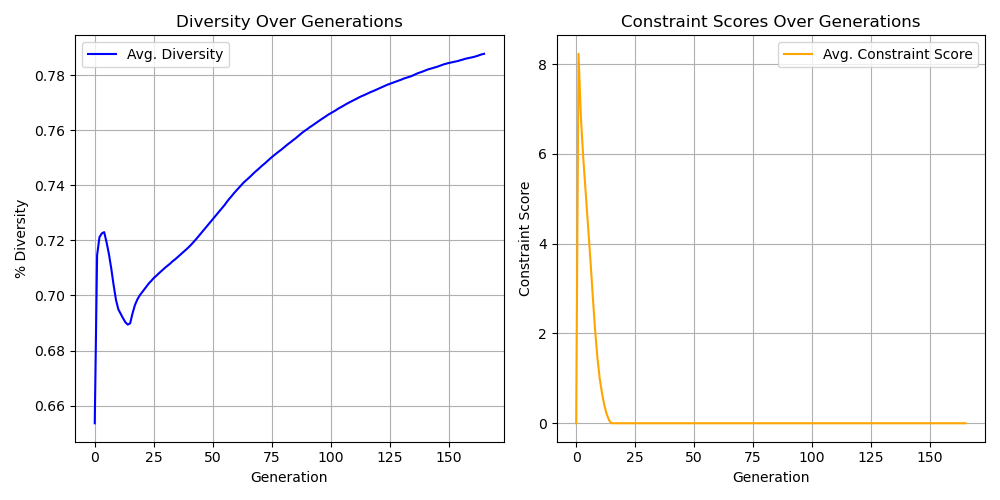 Diversity Over Generations
Avg. Diversity
% Diversity
0.78
0.76
0.74
0.72
0.70
0.68
0.66
0 25 50 75 100 125 150
Generation
Constraint Scores Over Generations
Avg. Constraint Score
Constraint Score
8
6
4
2
0
0 25 50 75 100 125 150
Generation